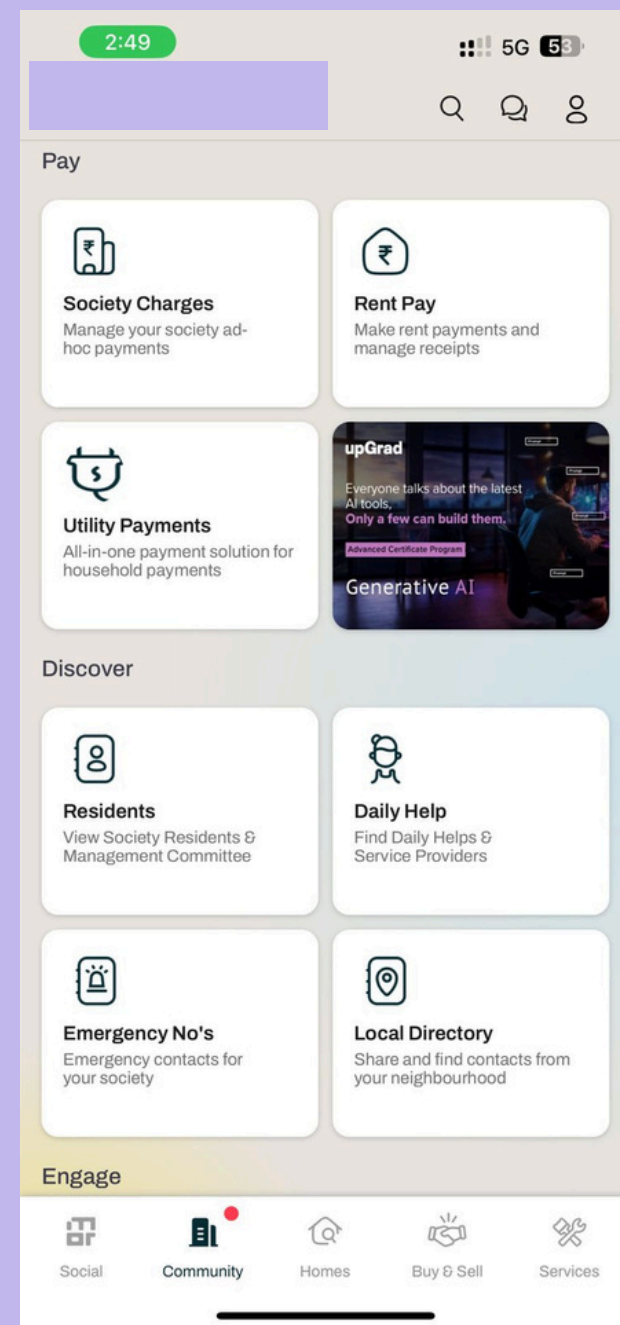 2:49
5G 53
Pay
Society Charges
Manage your society ad-
hoc payments
Rent Pay
Make rent payments and
manage receipts
Utility Payments
All-in-one payment solution for
household payments
upGrad
Everyone talks about the latest
AI tools,
Only a few can build them.
Advanced Certificate Program
Generative AI
Discover
Residents
View Society Residents &
Management Committee
Daily Help
Find Daily Helps &
Service Providers
Emergency No's
Emergency contacts for
your society
Local Directory
Share and find contacts from
your neighbourhood
Engage
Social
Community
Homes
Buy & Sell
Services